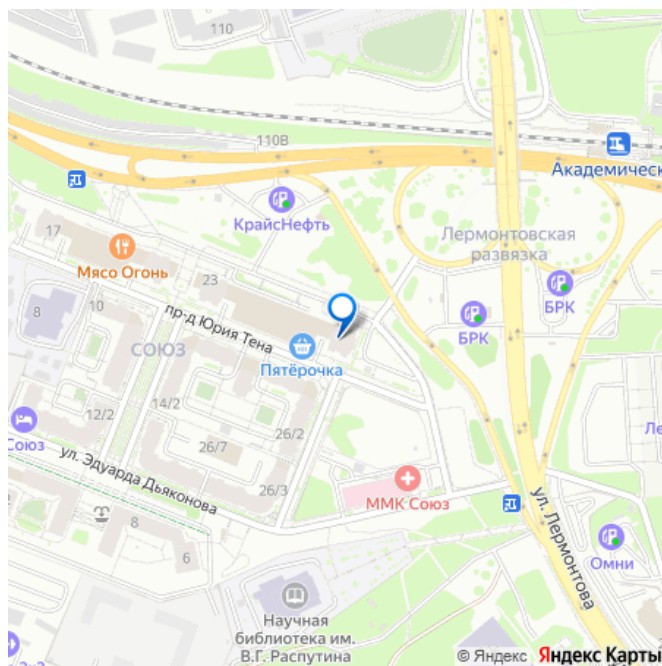 110
110В
Академическ
КрайсНефть
Лермонтовская
развязка
17
Мясо Огонь
23
БРК
8
10
пр-д Юрия Тена
БРК
СОЮЗ
Пятёрочка
12/2
14/2
26/2
Союз
26/7
Ле
ул. Эдуарда Дьяконова
26/3
ММК Союз
8
6
ул. Лермонтова
Омни
Научная
библиотека им.
В.Г. Распутина
© Яндекс Яндекс Карты